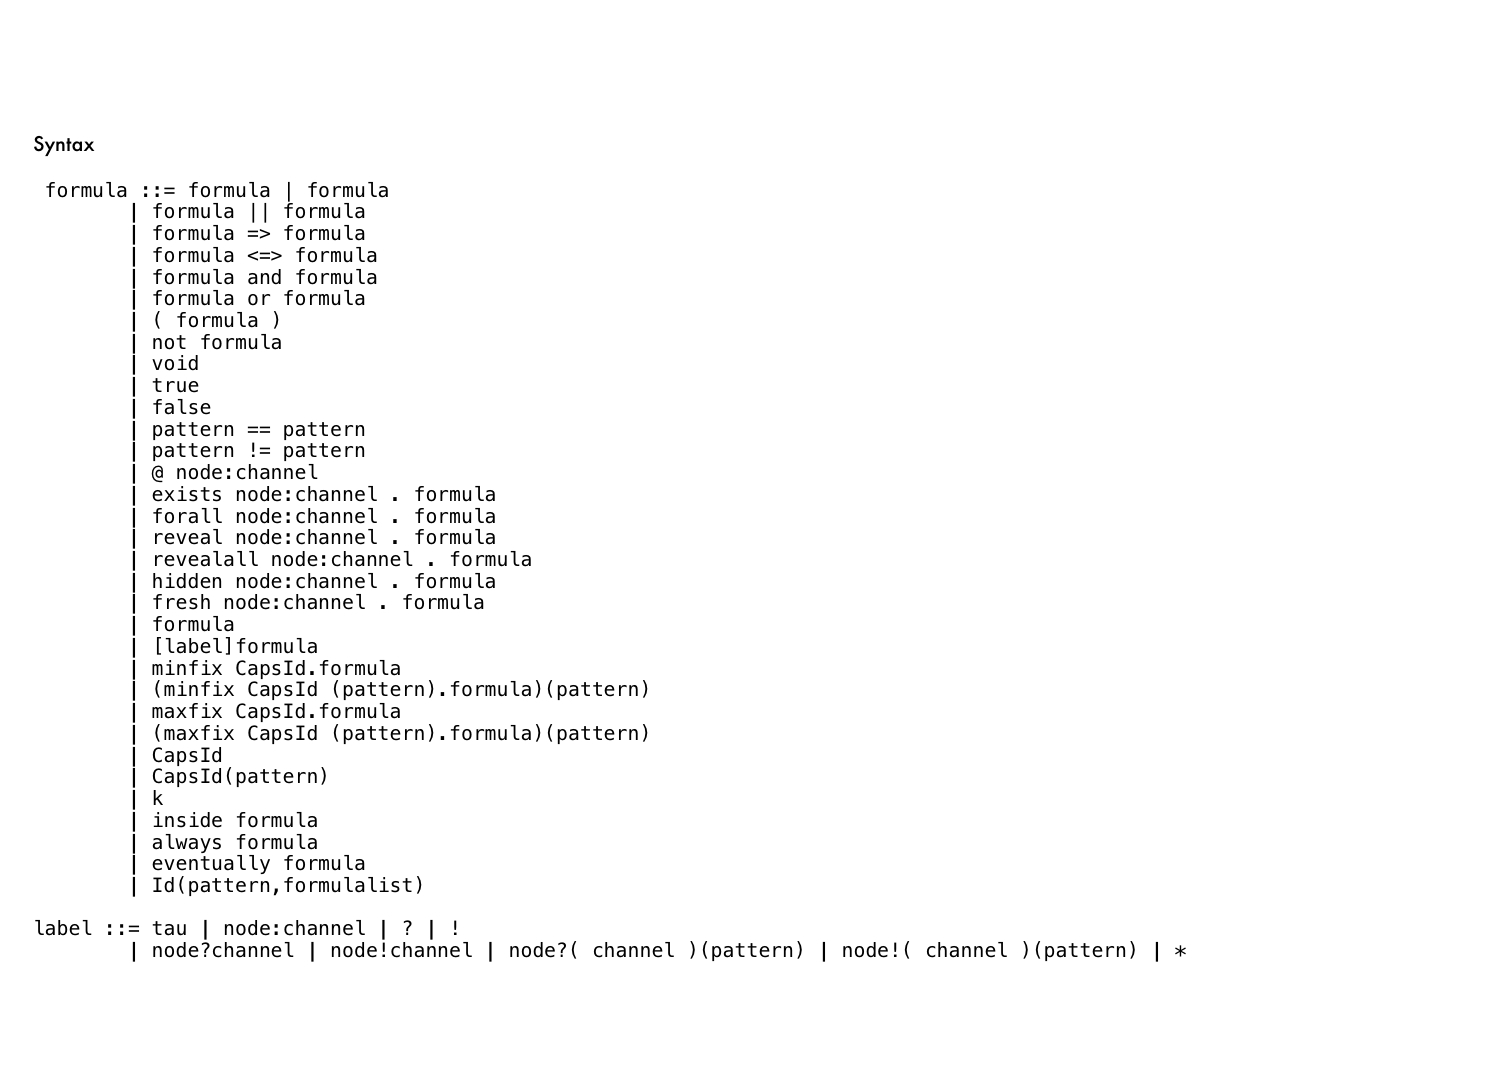 Syntax
formula ::= formula | formula
| formula || formula
| formula => formula
| formula <=> formula
| formula and formula
| formula or formula
| ( formula )
| not formula
| void
| true
| false
| pattern == pattern
| pattern != pattern
| @ node:channel
| exists node:channel . formula
| forall node:channel . formula
| reveal node:channel . formula
| revealall node:channel . formula
| hidden node:channel . formula
| fresh node:channel . formula
| formula
| [label]formula
| minfix CapsId.formula
| (minfix CapsId (pattern).formula)(pattern)
| maxfix CapsId.formula
| (maxfix CapsId (pattern).formula)(pattern)
| CapsId
| CapsId(pattern)
| k
| inside formula
| always formula
| eventually formula
| Id(pattern,formulalist)
label ::= tau | node:channel | ? | !
| node?channel | node!channel | node?( channel )(pattern) | node!( channel )(pattern) | *